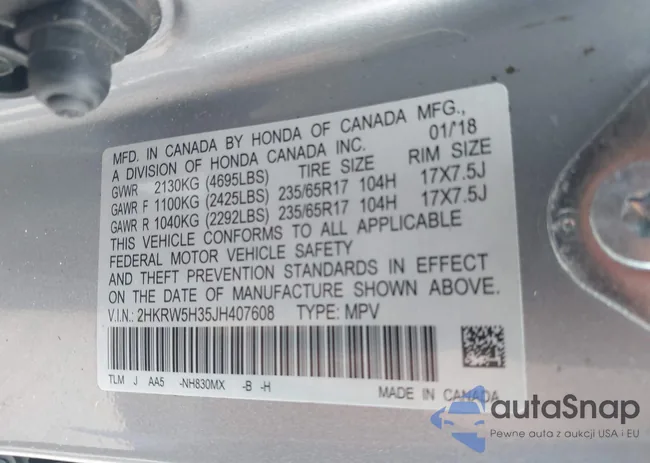 MFD. IN CANADA BY HONDA OF CANADA MFG.,
A DIVISION OF HONDA CANADA INC. 01/18
GVWR 2130KG (4695LBS) TIRE SIZE RIM SIZE
GAWR F 1100KG (2425LBS) 235/65R17 104H 17X7.5J
GAWR R 1040KG (2292LBS) 235/65R17 104H 17X7.5J
THIS VEHICLE CONFORMS TO ALL APPLICABLE
FEDERAL MOTOR VEHICLE SAFETY
AND THEFT PREVENTION STANDARDS IN EFFECT
ON THE DATE OF MANUFACTURE SHOWN ABOVE.
V.I.N.: 2HKRW5H35JH407608 TYPE: MPV
TLM J AA5 -NH830MX -B -H
MADE IN CANADA
autaSnap
Pewne auta z aukcji USA i EU